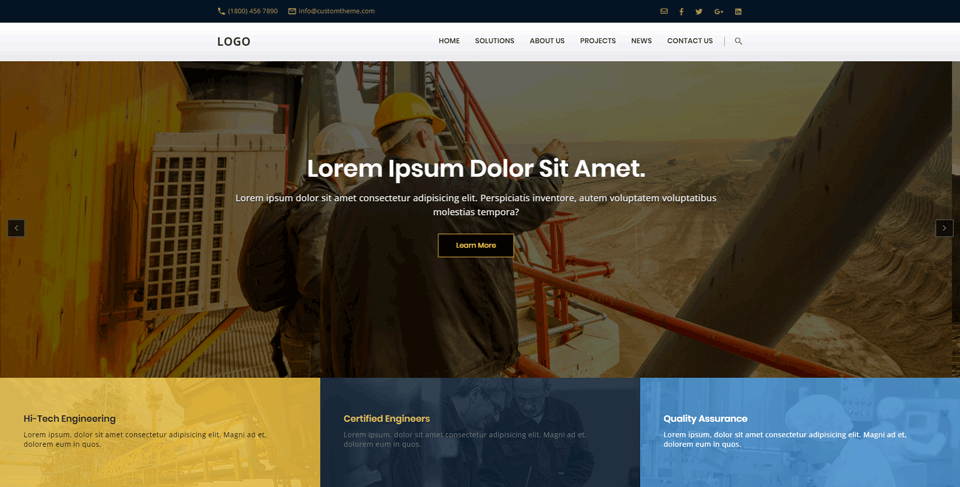 (1800) 456 7890 info@customtheme.com
LOGO HOME SOLUTIONS ABOUT US PROJECTS NEWS CONTACT US
Lorem Ipsum Dolor Sit Amet.
Lorem ipsum dolor sit amet consectetur adipisicing elit. Perspiciatis inventore, autem voluptatem voluptatibus
molestias tempora?
Learn More
Hi-Tech Engineering
Lorem ipsum, dolor sit amet consectetur adipisicing elit. Magni ad et,
dolorem eum in quos.
Certified Engineers
Lorem ipsum, dolor sit amet consectetur adipisicing elit. Magni ad et,
dolorem eum in quos.
Quality Assurance
Lorem ipsum, dolor sit amet consectetur adipisicing elit. Magni ad et,
dolorem eum in quos.